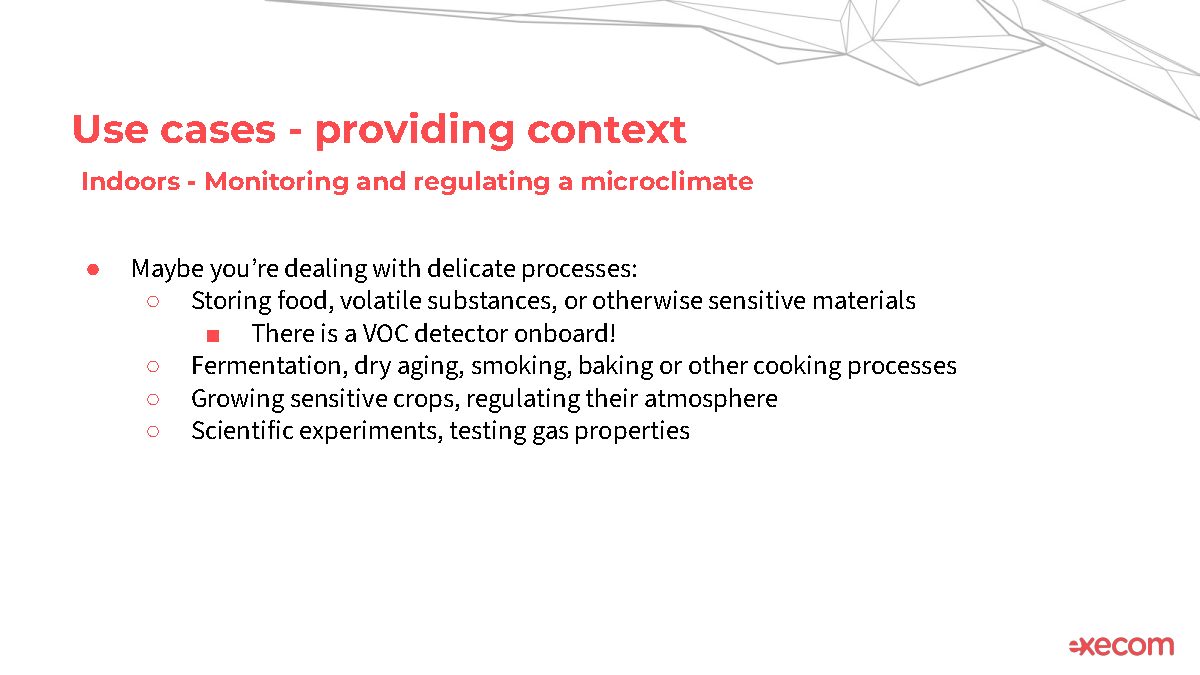 Use cases - providing context
Indoors - Monitoring and regulating a microclimate
● Maybe you’re dealing with delicate processes:
○ Storing food, volatile substances, or otherwise sensitive materials
■ There is a VOC detector onboard!
○ Fermentation, dry aging, smoking, baking or other cooking processes
○ Growing sensitive crops, regulating their atmosphere
○ Scientific experiments, testing gas properties
execom